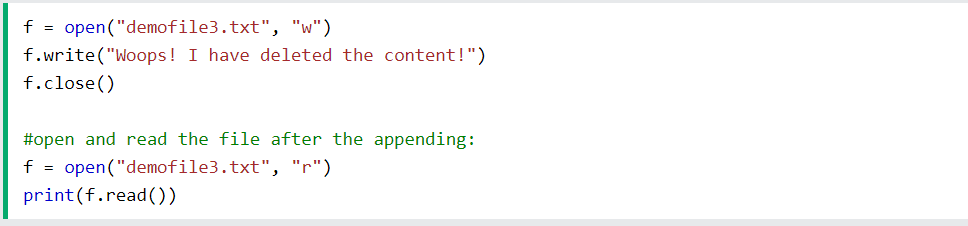 f = open("demofile3.txt", "w")
f.write("Woops! I have deleted the content!")
f.close()
#open and read the file after the appending:
f = open("demofile3.txt", "r")
print(f.read())